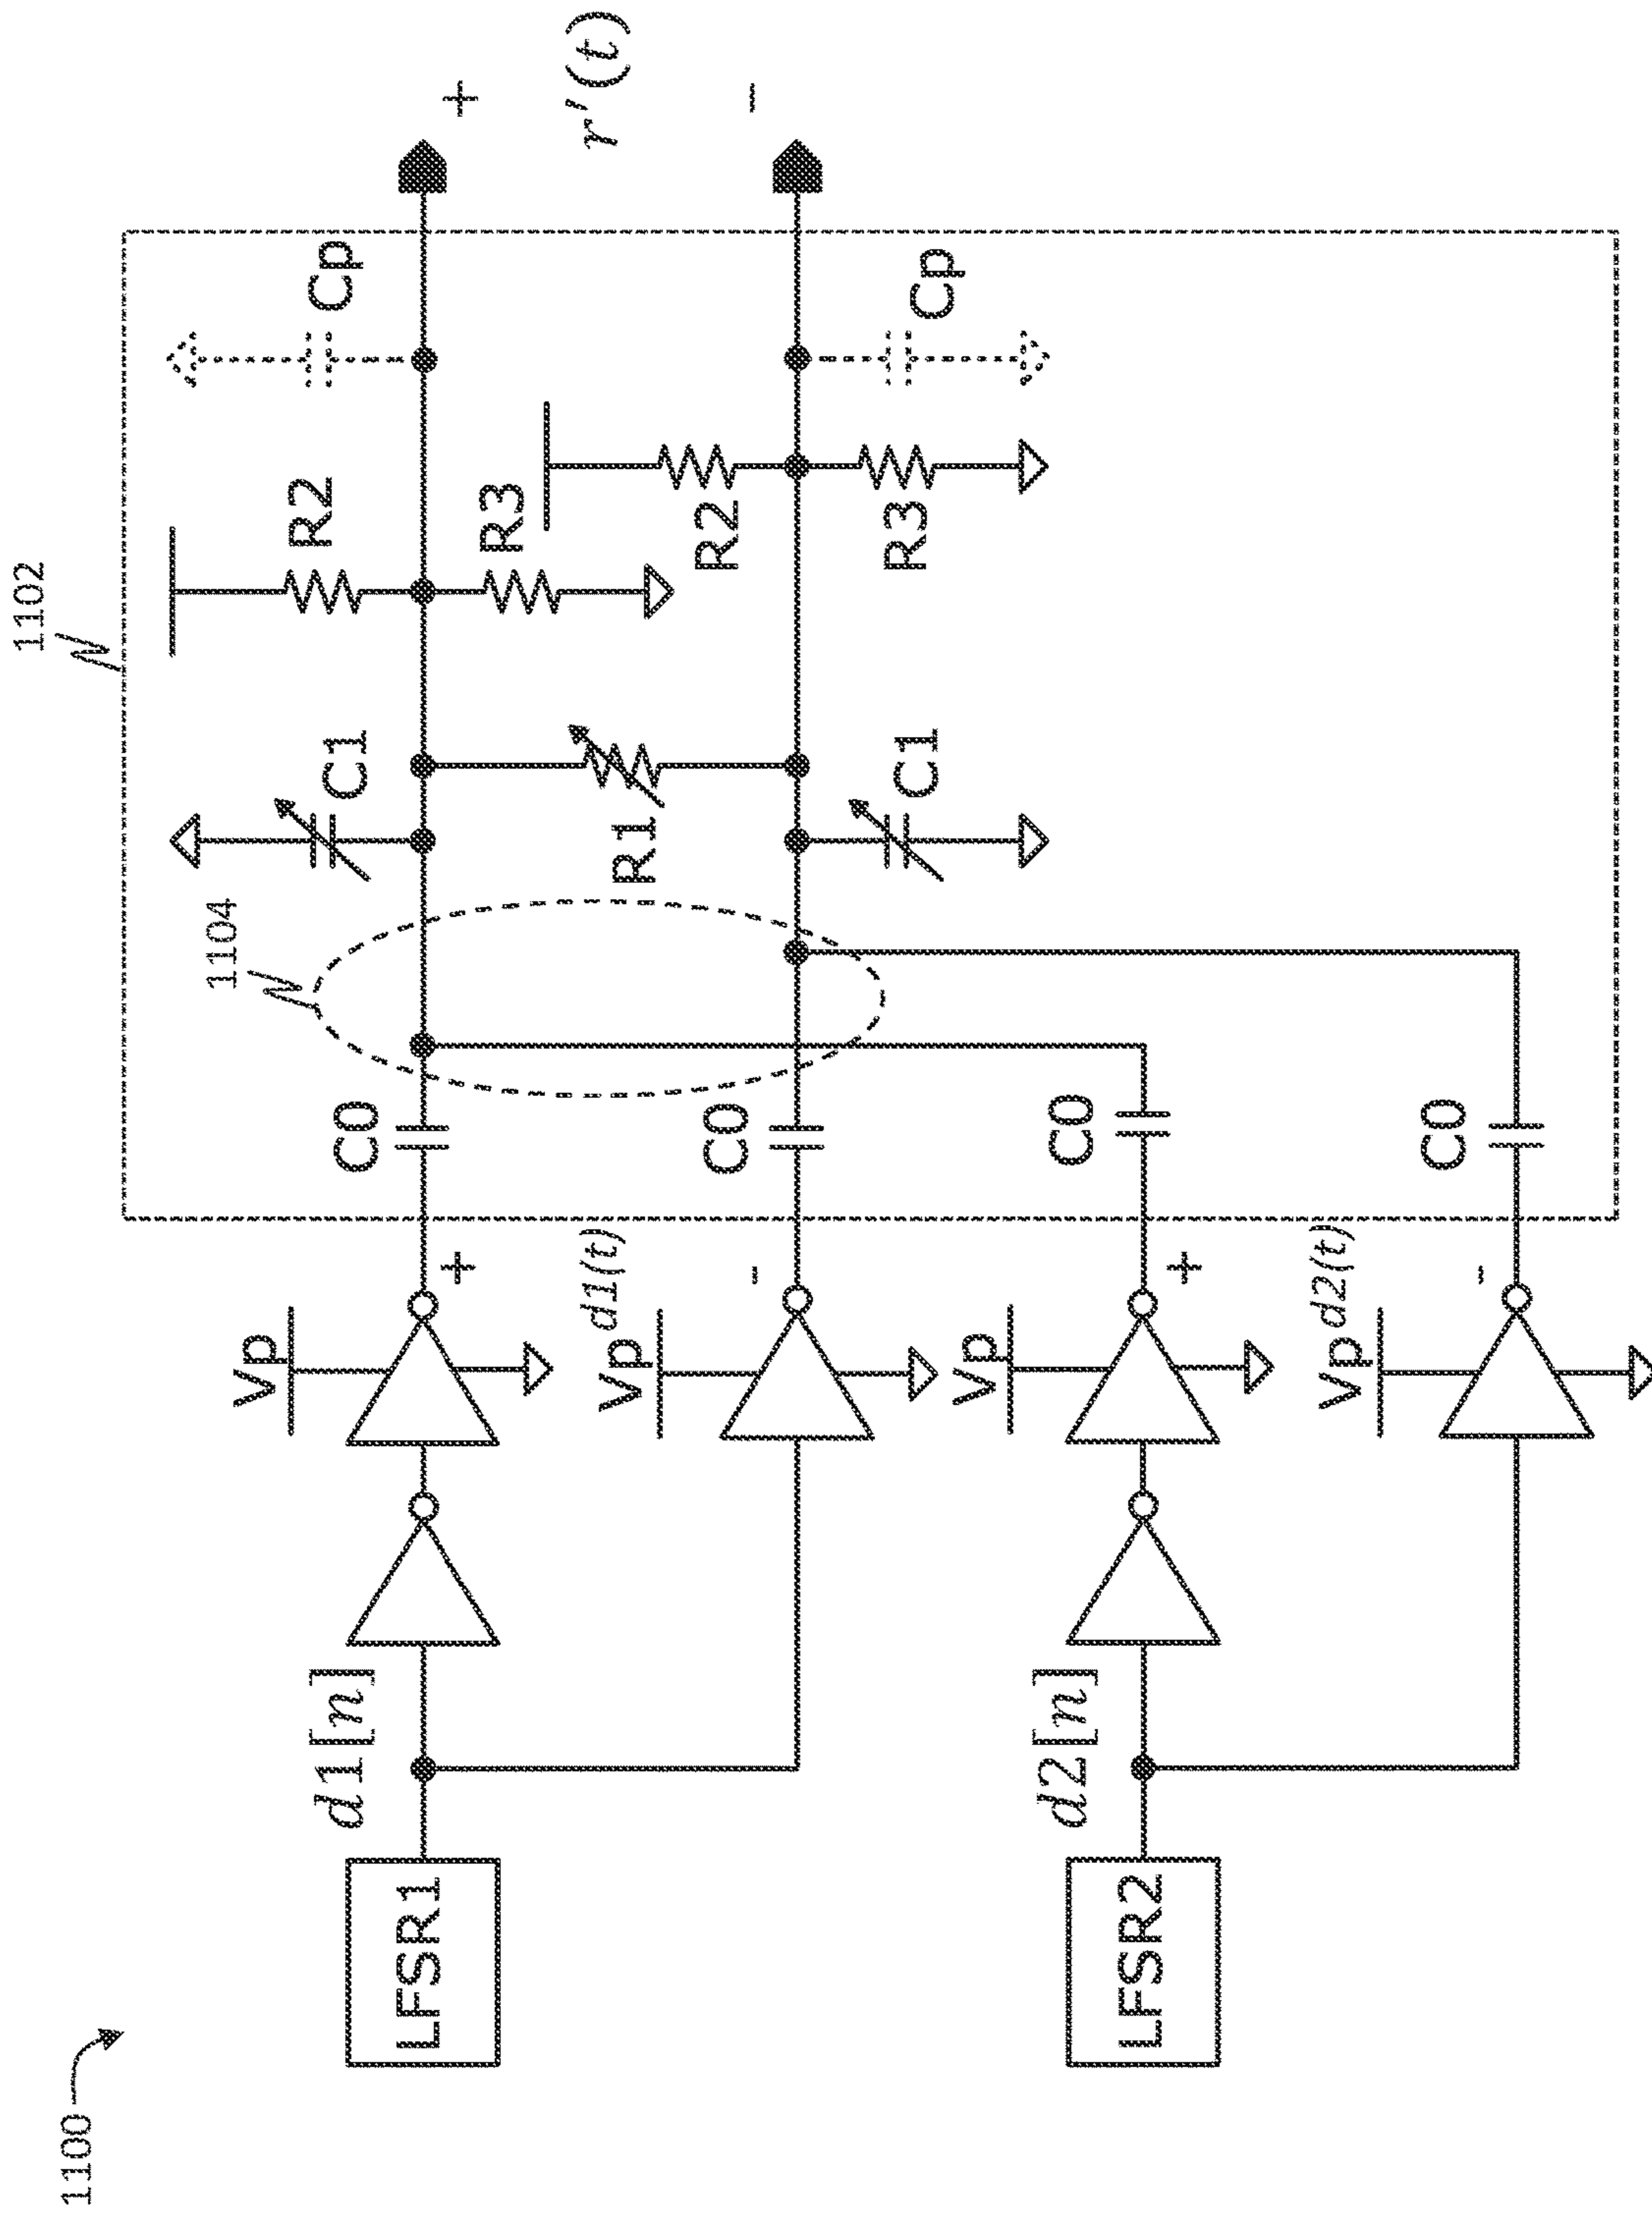 1100
1102
1104
LFSR1
d1[n]
Vp
+
C0
C1
R2
Cp
+
R3
R1
r'(t)
Vp
d1(t)
-
C0
R2
−
C1
R3
Cp
LFSR2
d2[n]
Vp
+
C0
Vp
d2(t)
-
C0